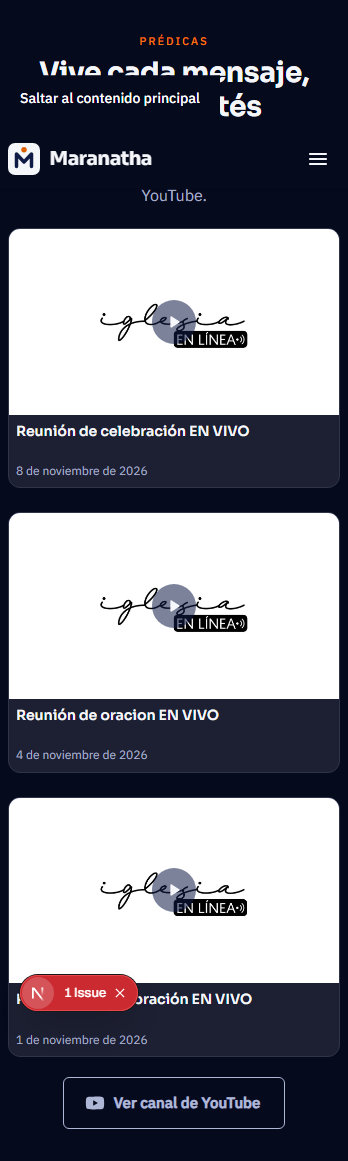 PRÉDICAS
Vive cada mensaje,
Saltar al contenido principal
tés
Maranatha
YouTube.
iglesia
EN LÍNEA
Reunión de celebración EN VIVO
8 de noviembre de 2026
iglesia
EN LÍNEA
Reunión de oracion EN VIVO
4 de noviembre de 2026
iglesia
EN LÍNEA
1 Issue
bración EN VIVO
1 de noviembre de 2026
Ver canal de YouTube